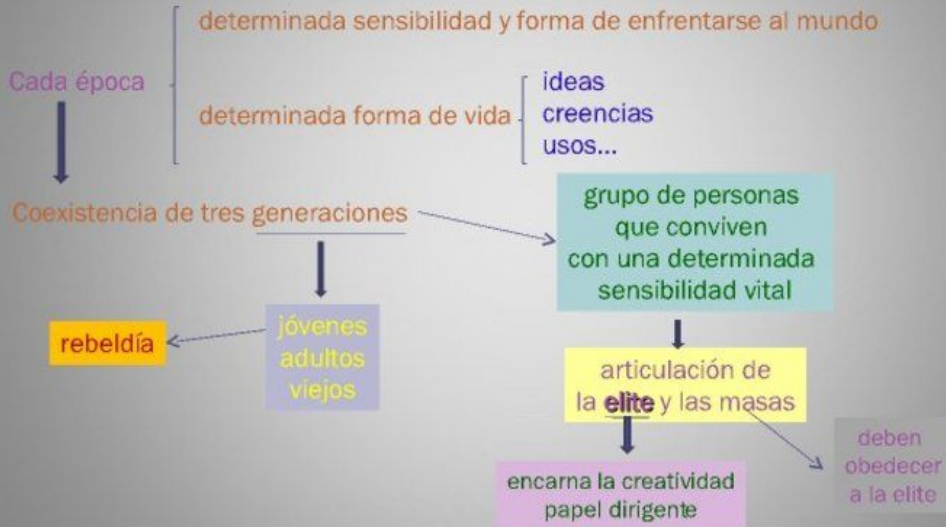 determinada sensibilidad y forma de enfrentarse al mundo
Cada época
determinada forma de vida
ideas
creencias
usos...
Coexistencia de tres generaciones
grupo de personas
que conviven
con una determinada
sensibilidad vital
rebeldía
jóvenes
adultos
viejos
articulación de
la elite y las masas
deben
obedecer
a la elite
encarna la creatividad
papel dirigente